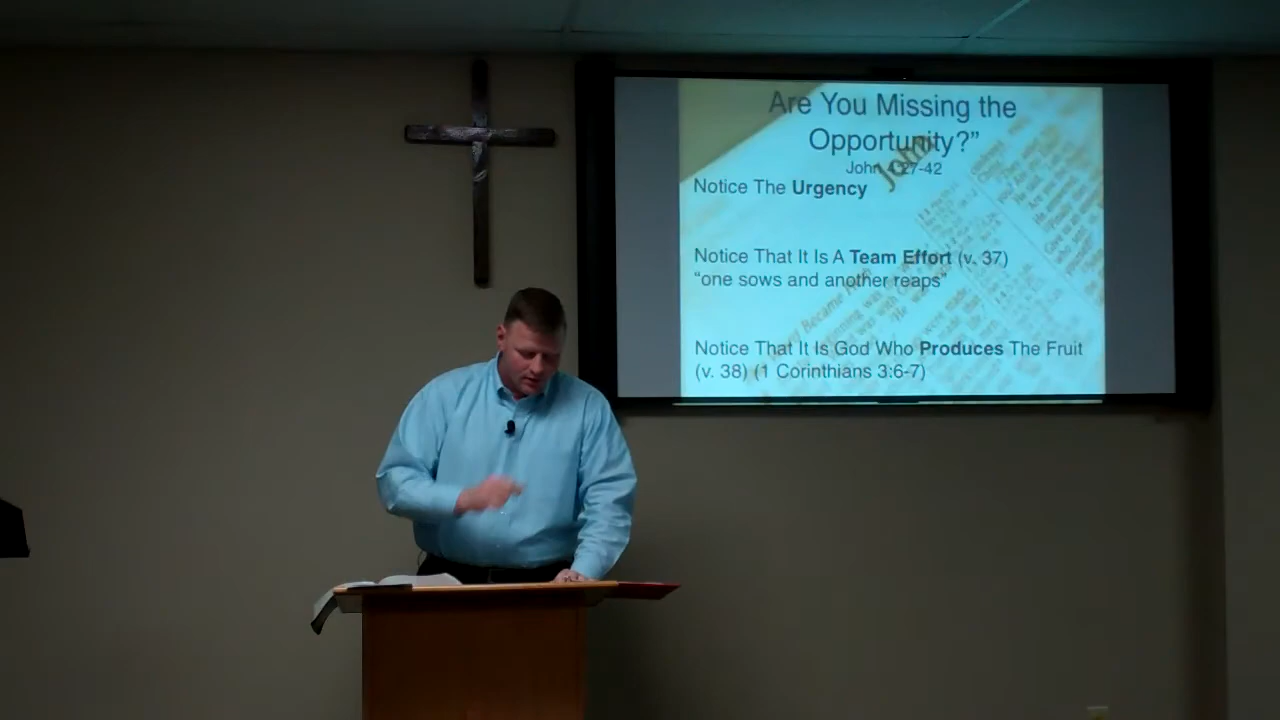 Are You Missing the
Opportunity?”
John 4:27-42
John
Notice The Urgency
Notice That It Is A Team Effort (v. 37)
“one sows and another reaps”
Notice That It Is God Who Produces The Fruit
(v. 38) (1 Corinthians 3:6-7)